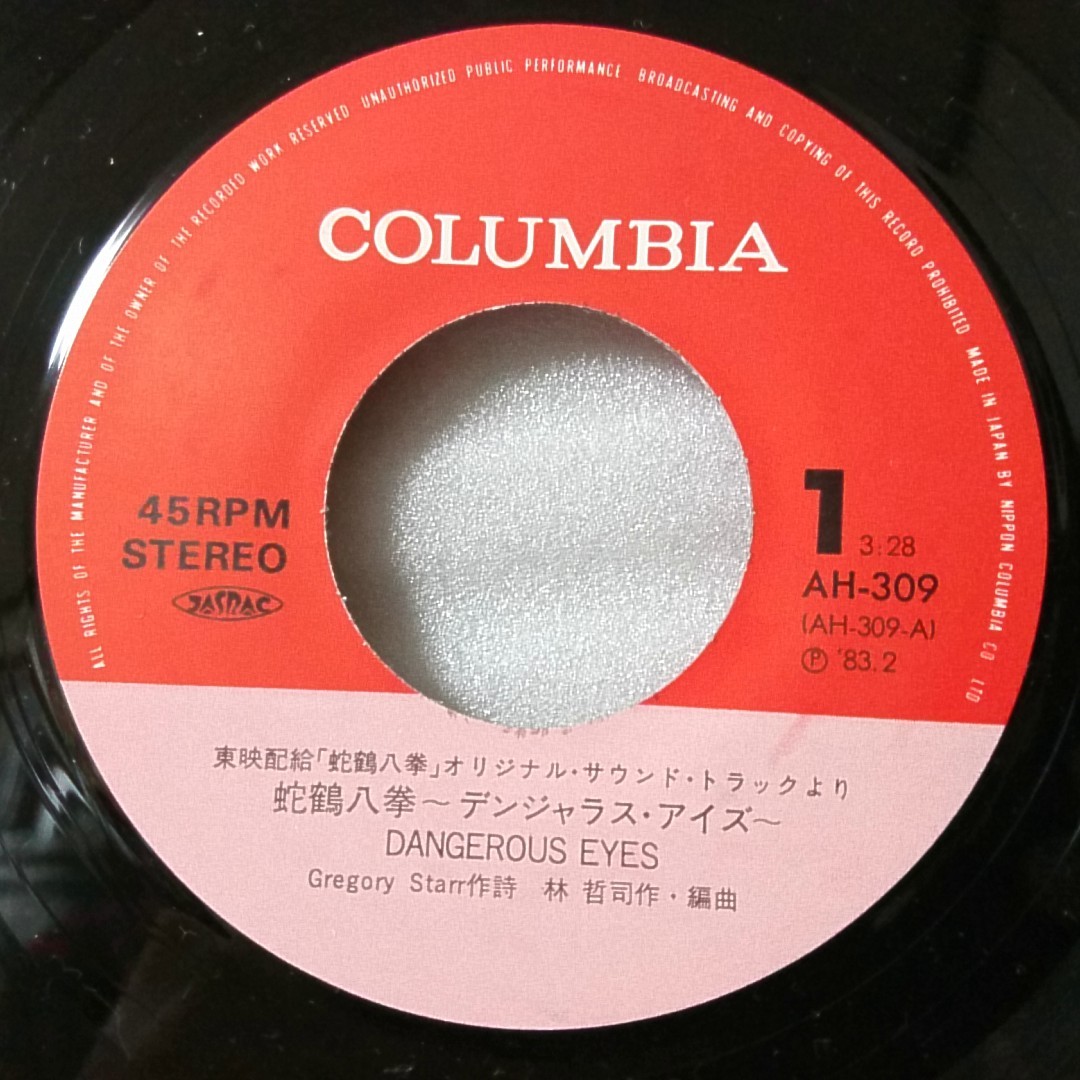 ALL RIGHTS OF THE MANUFACTURER AND OF THE OWNER OF THE RECORDED WORK RESERVED UNAUTHORIZED PUBLIC PERFORMANCE BROADCASTING AND COPYING OF THIS RECORD PROHIBITED MADE IN JAPAN BY NIPPON COLUMBIA CO LTD
COLUMBIA
45RPM
STEREO
JASRAC
1 3:28
AH-309
(AH-309-A)
Ⓟ '83.2
東映配給「蛇鶴八拳」オリジナル・サウンド・トラックより
蛇鶴八拳～デンジャラス・アイズ～
DANGEROUS EYES
Gregory Starr作詩 林 哲司作・編曲